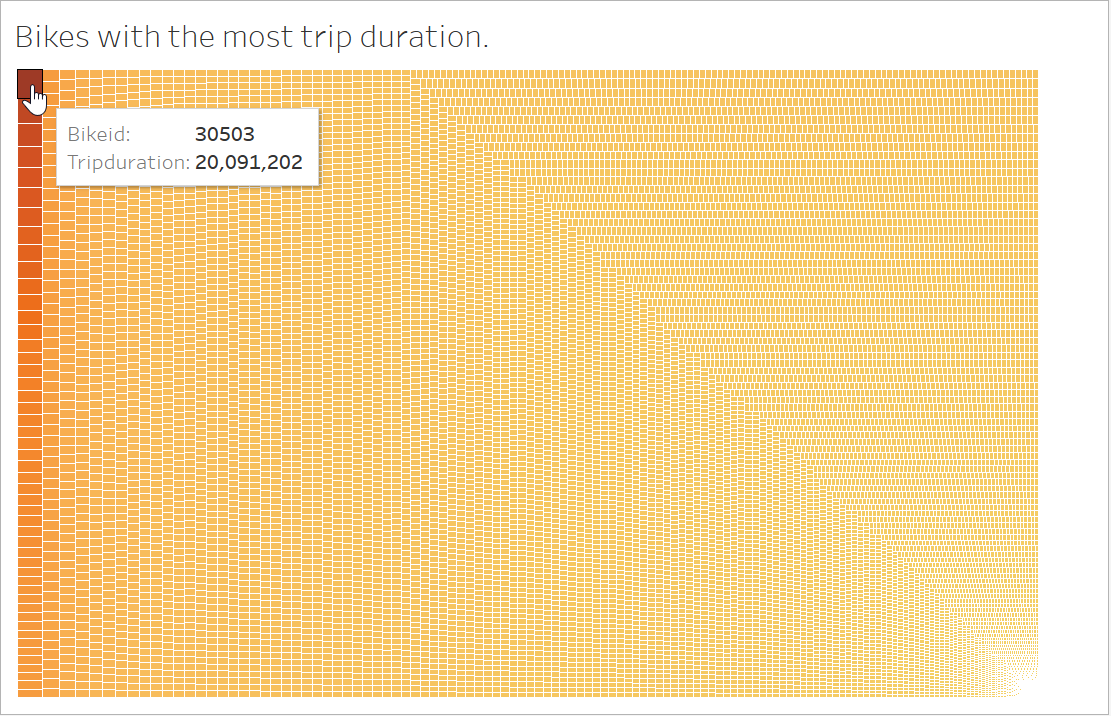 Bikes with the most trip duration.
Bikeid: 30503
Tripduration: 20,091,202